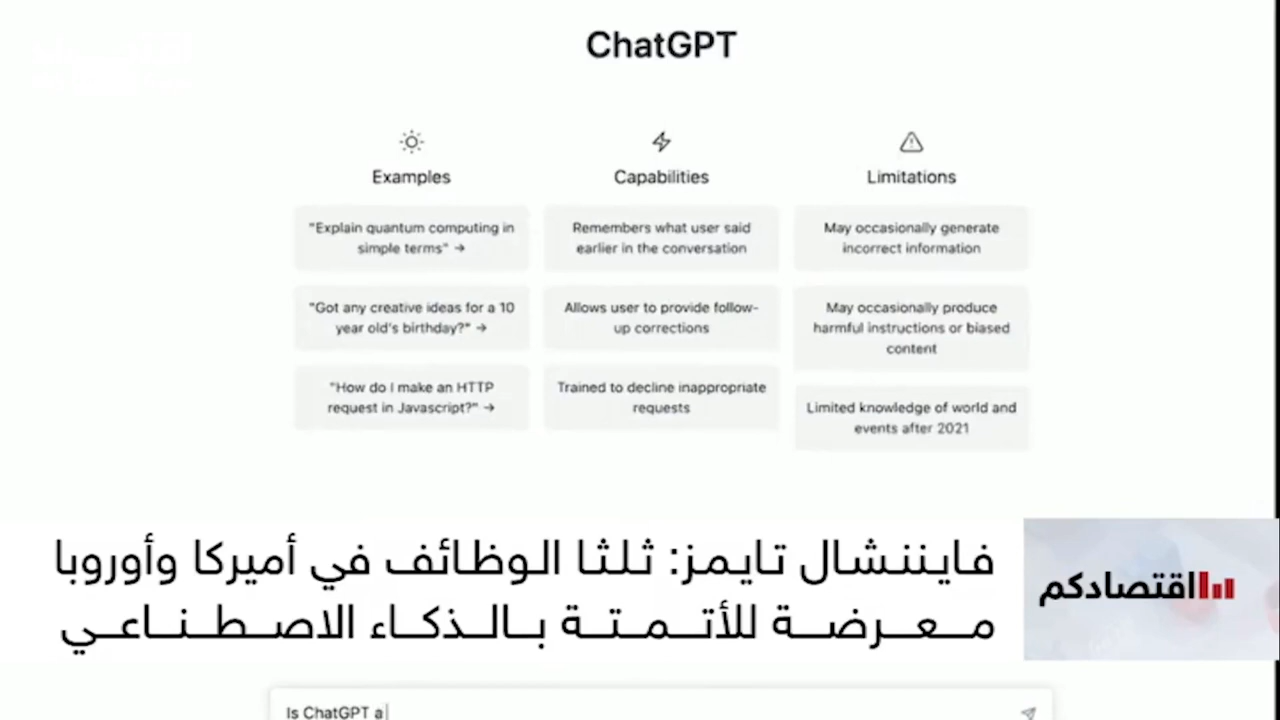 ChatGPT
Examples
"Explain quantum computing in
simple terms" →
"Got any creative ideas for a 10
year old's birthday?" →
"How do I make an HTTP
request in Javascript?" →
Capabilities
Remembers what user said
earlier in the conversation
Allows user to provide follow-
up corrections
Trained to decline inappropriate
requests
Limitations
May occasionally generate
incorrect information
May occasionally produce
harmful instructions or biased
content
Limited knowledge of world and
events after 2021
اقتصادكم
فايننشال تايمز: ثلثا الوظائف في أميركا وأوروبا
معرضة للأتمتة بالذكاء الاصطناعي
Is ChatGPT a